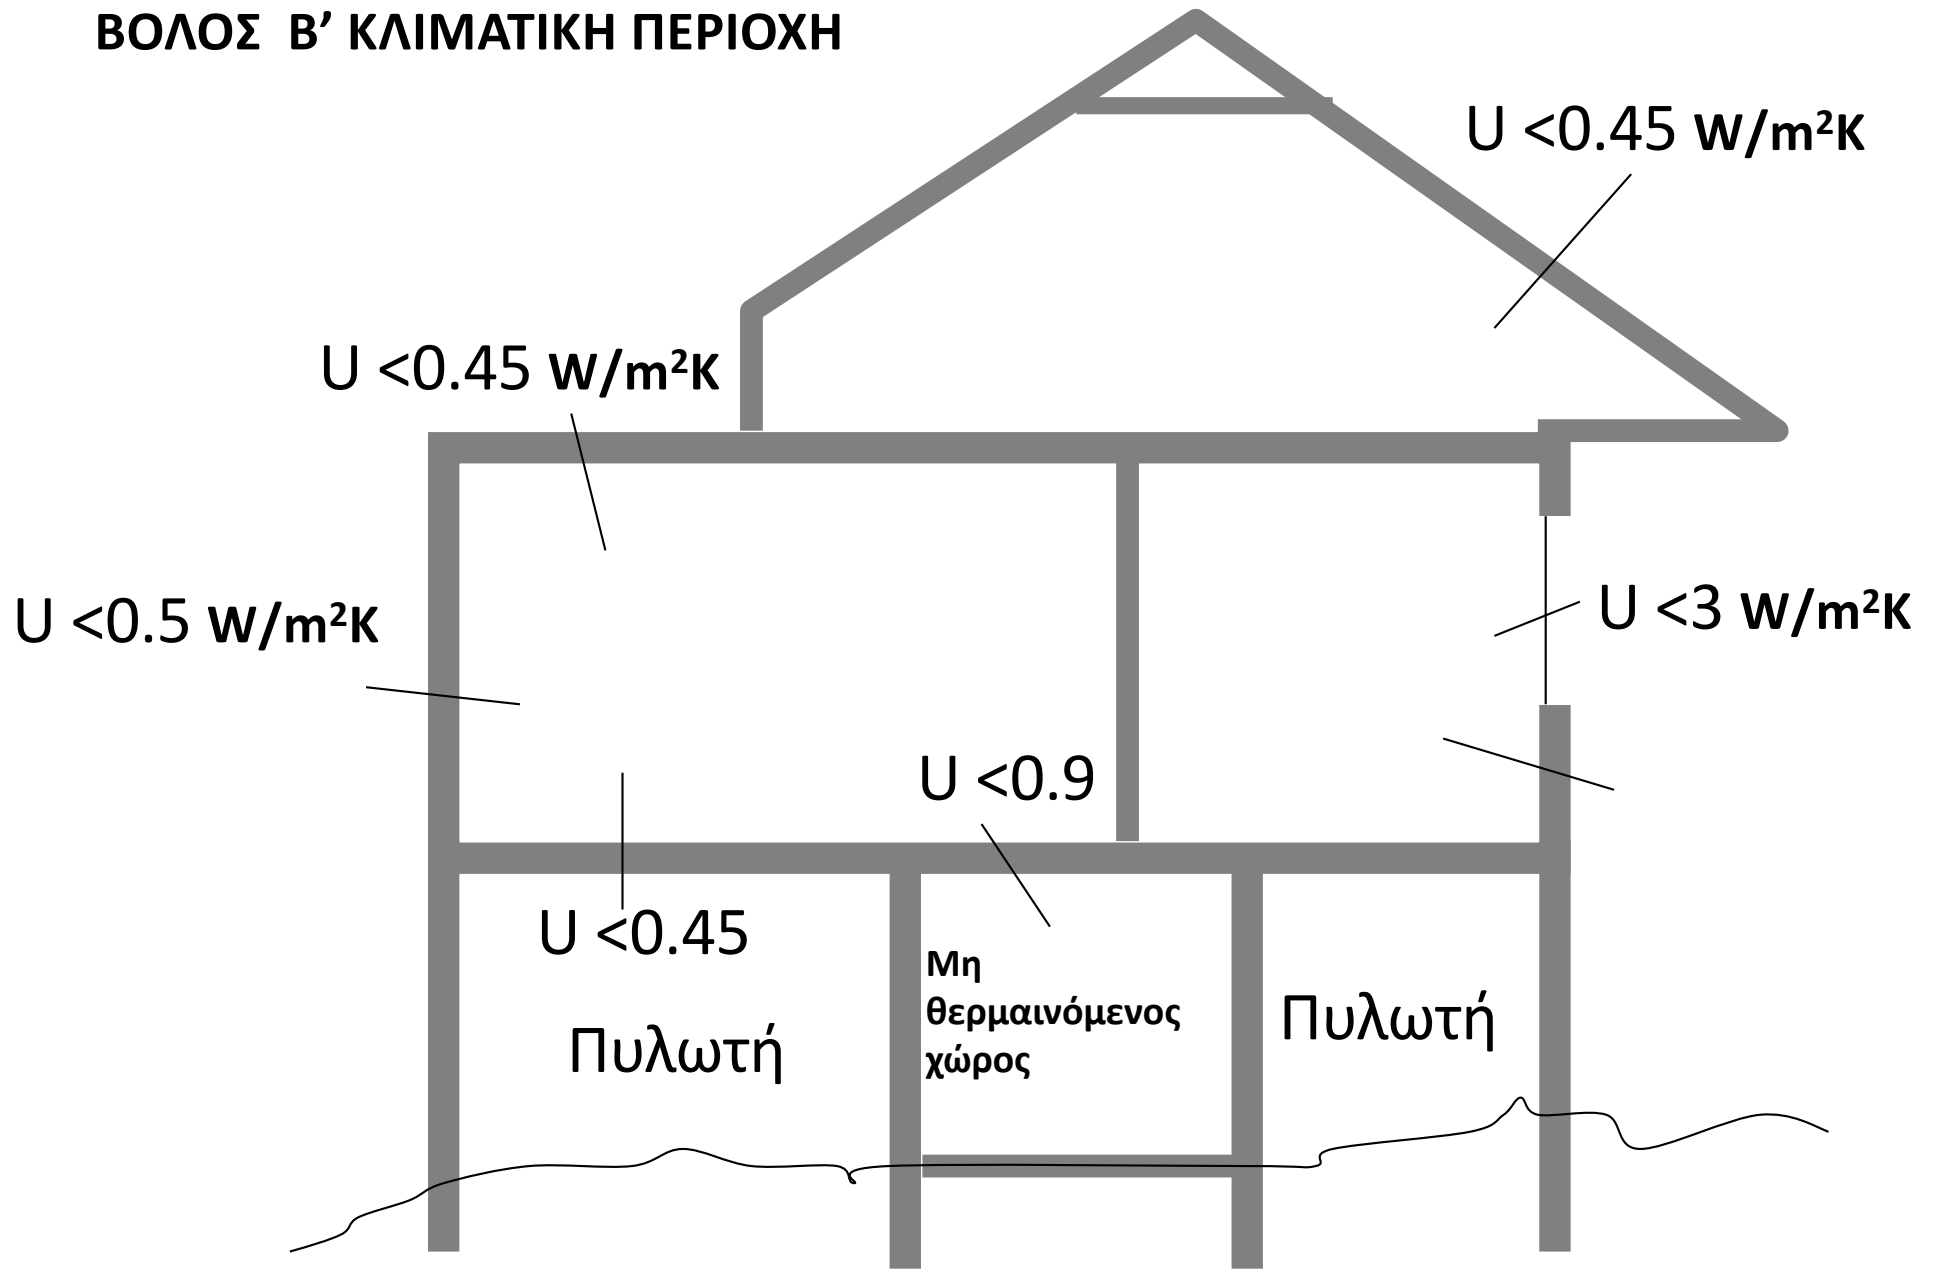 ΒΟΛΟΣ Β’ ΚΛΙΜΑΤΙΚΗ ΠΕΡΙΟΧΗ
U <0.45 W/m²K
U <0.45 W/m²K
U <0.5 W/m²K
U <3 W/m²K
U <0.9
U <0.45
Μη
θερμαινόμενος
χώρος
Πυλωτή
Πυλωτή